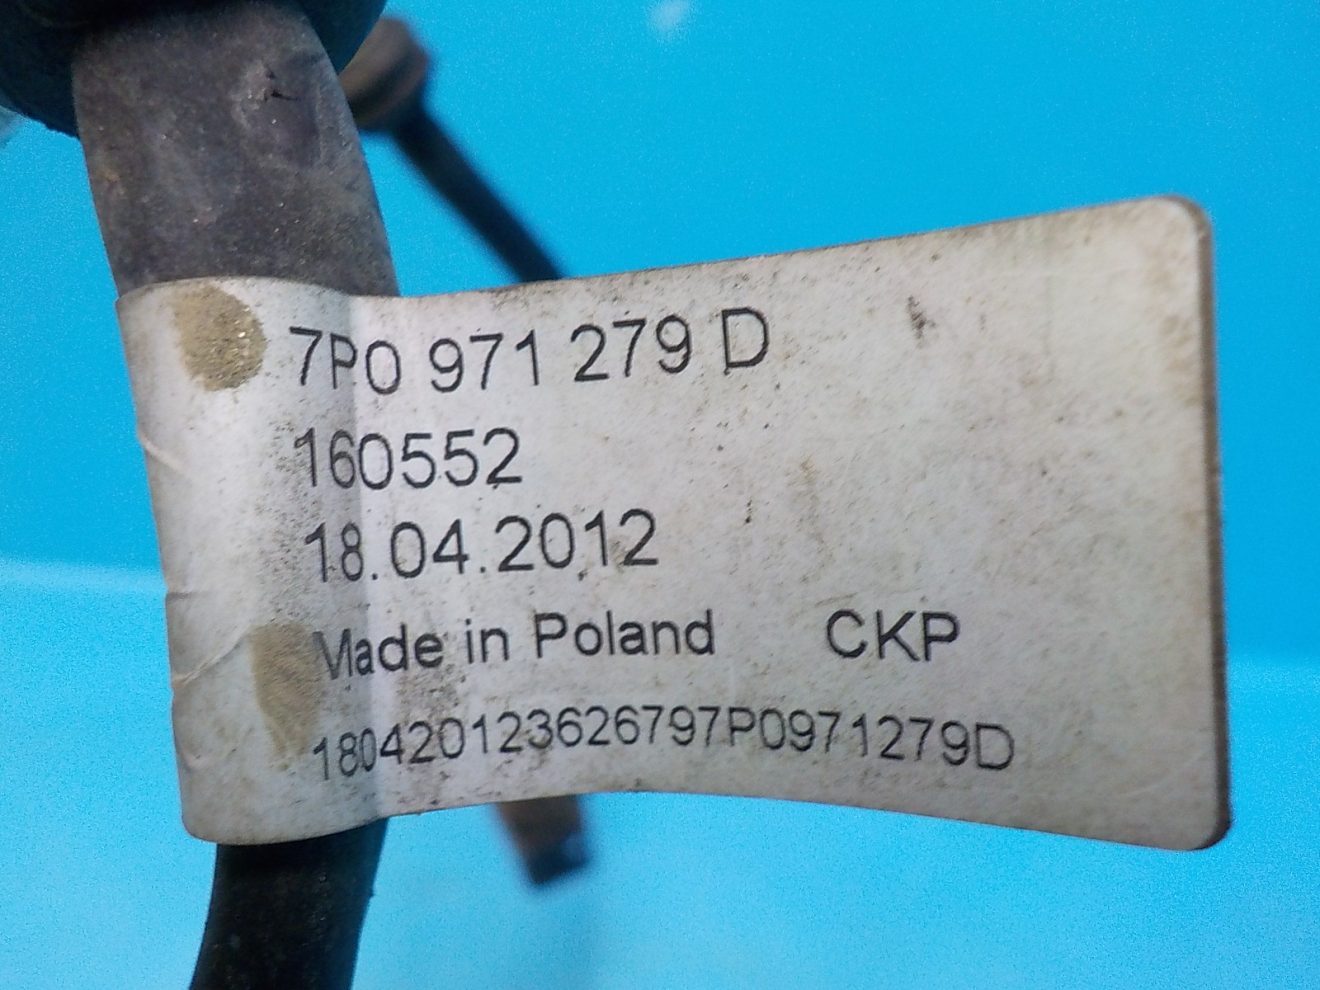 7P0 971 279 D
160552
18.04.2012
Made in Poland CKP
180420123626797P0971279D